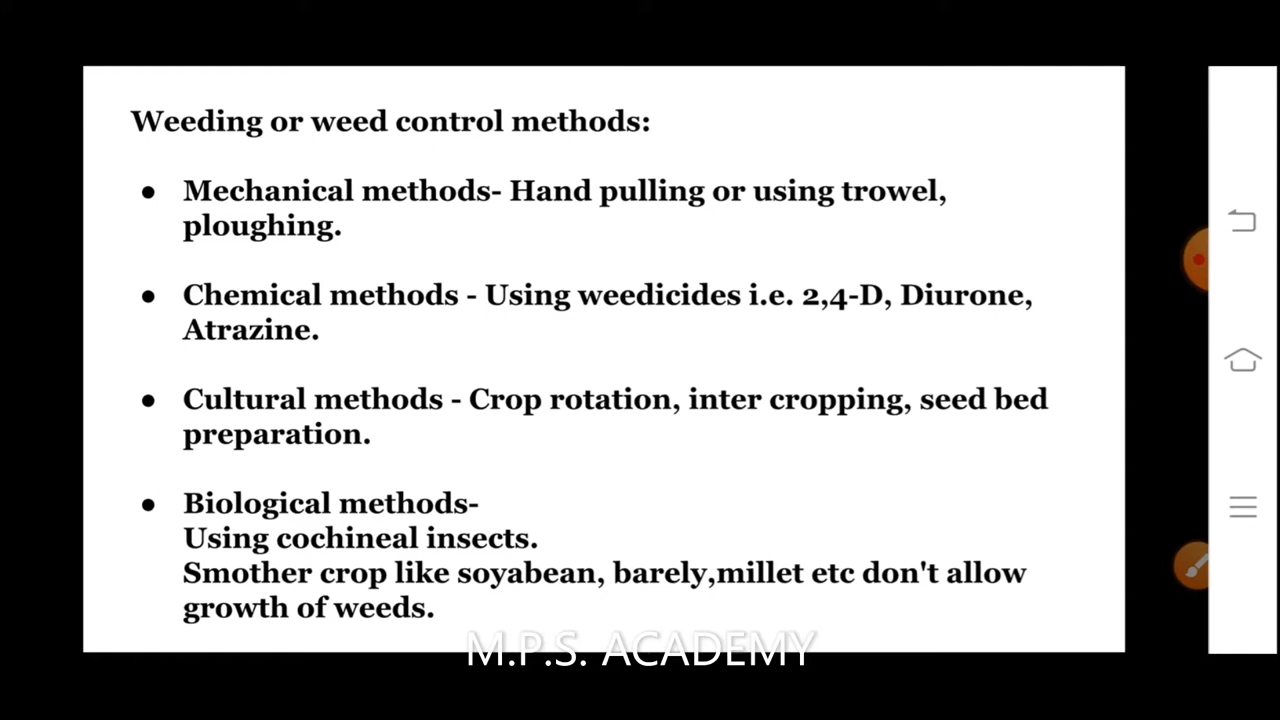 Weeding or weed control methods:
● Mechanical methods- Hand pulling or using trowel,
ploughing.
● Chemical methods - Using weedicides i.e. 2,4-D, Diurone,
Atrazine.
● Cultural methods - Crop rotation, inter cropping, seed bed
preparation.
● Biological methods-
Using cochineal insects.
Smother crop like soyabean, barely,millet etc don't allow
growth of weeds.
M.P.S. ACADEMY